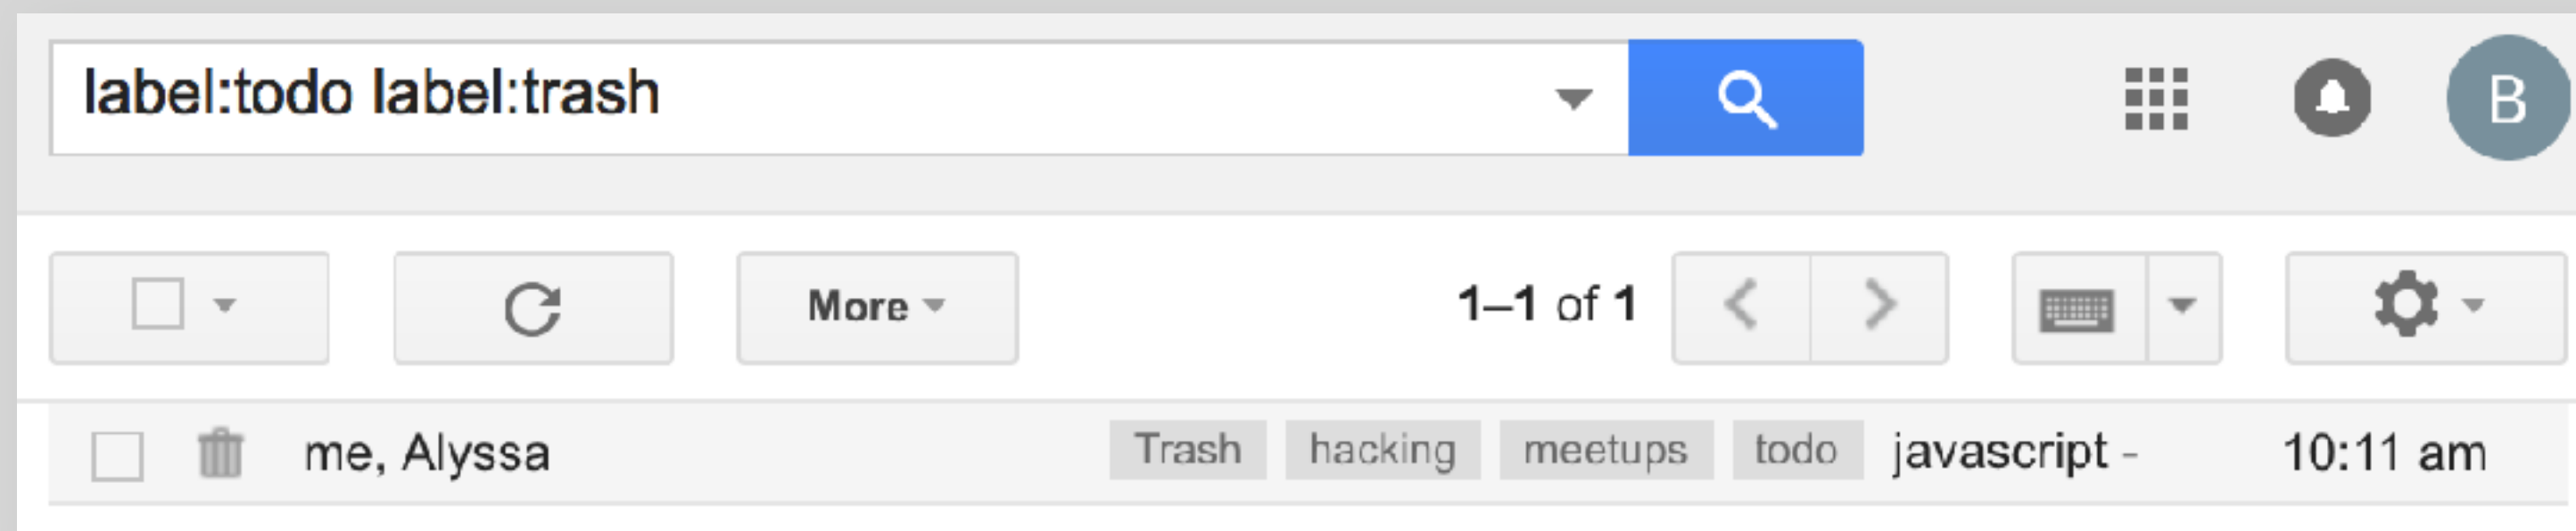 label:todo label:trash
B
More
1–1 of 1
me, Alyssa Trash hacking meetups todo javascript - 10:11 am